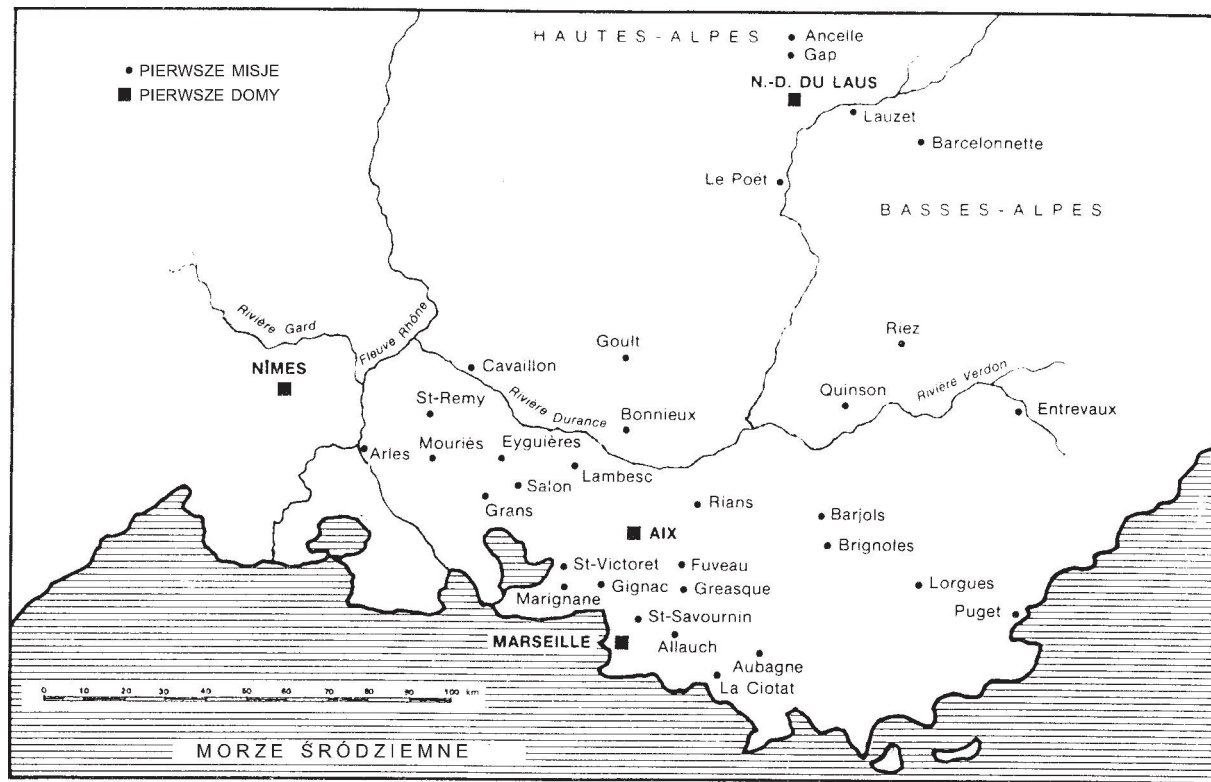 HAUTES-ALPES
Ancelle
Gap
• PIERWSZE MISJE
■ PIERWSZE DOMY
N.-D. DU LAUS
Lauzet
Barcelonnette
Le Poët
BASSES-ALPES
Rivière Gard
Fleuve Rhône
NÎMES
Cavaillon
Goult
Riez
St-Remy
Rivière Durance
Bonnieux
Quinson
Rivière Verdon
Entrevaux
Arles
Mouriés
Eyguières
Lambesc
Salon
Grans
Rians
Barjols
AIX
Brignoles
St-Victoret
Fuveau
Marignane
Gignac
Greasque
Lorgues
Puget
St-Savournin
MARSEILLE
Allauch
Aubagne
La Ciotat
0 10 20 30 40 50 60 70 80 90 100 km
MORZE ŚRÓDZIEMNE